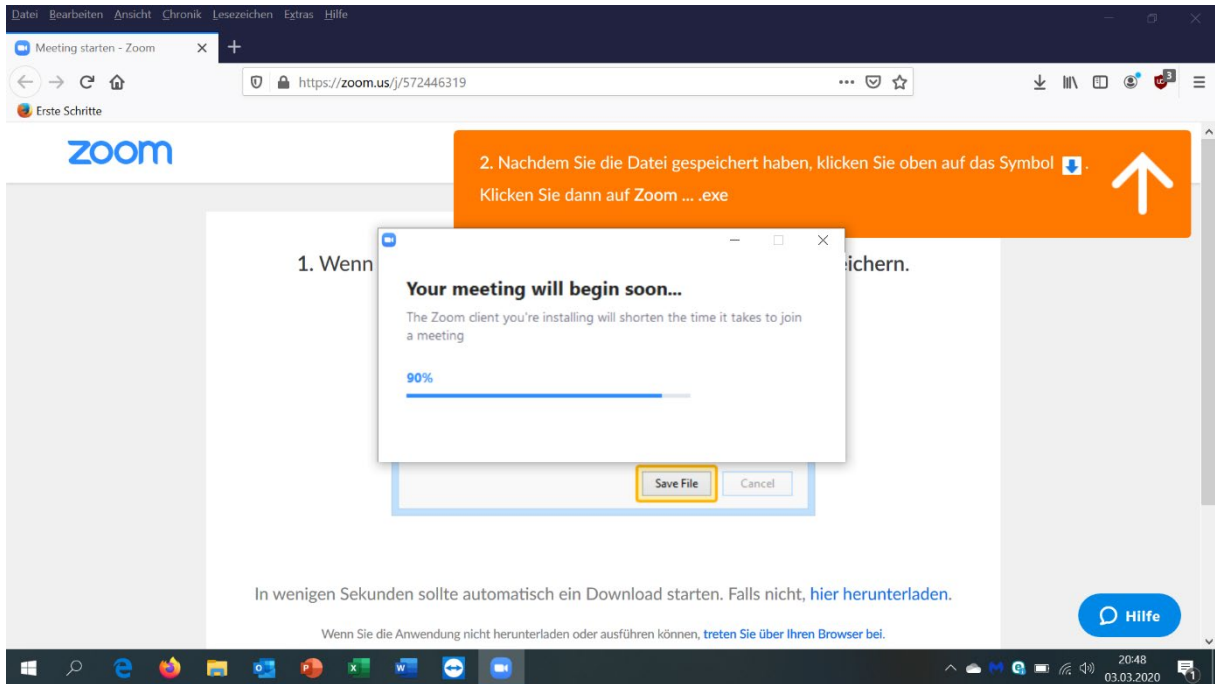 Datei Bearbeiten Ansicht Chronik Lesezeichen Extras Hilfe
Meeting starten - Zoom
https://zoom.us/j/572446319
3
Erste Schritte
zoom
2. Nachdem Sie die Datei gespeichert haben, klicken Sie oben auf das Symbol .
Klicken Sie dann auf Zoom ... .exe
1. Wenn
ichern.
Your meeting will begin soon...
The Zoom client you're installing will shorten the time it takes to join
a meeting
90%
Save File Cancel
In wenigen Sekunden sollte automatisch ein Download starten. Falls nicht, hier herunterladen.
Wenn Sie die Anwendung nicht herunterladen oder ausführen können, treten Sie über Ihren Browser bei.
Hilfe
20:48
03.03.2020
1